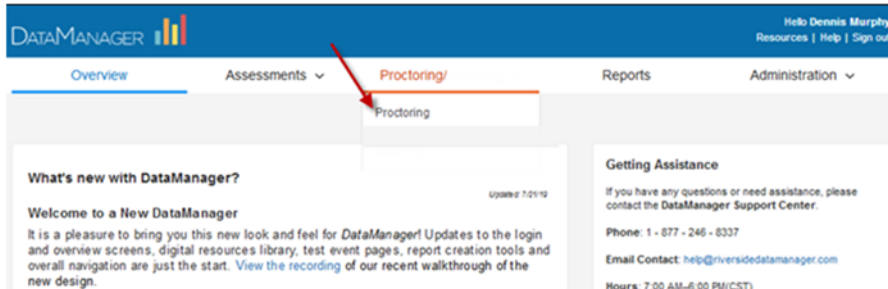 Hello Dennis Murphy
DATAMANAGER
Resources | Help | Sign out
Overview
Assessments
Proctoring/
Reports
Administration
Proctoring
What's new with DataManager?
Updated 7/01/19
Welcome to a New DataManager
It is a pleasure to bring you this new look and feel for DataManager! Updates to the login
and overview screens, digital resources library, test event pages, report creation tools and
overall navigation are just the start. View the recording of our recent walkthrough of the
new design.
Getting Assistance
If you have any questions or need assistance, please
contact the DataManager Support Center.
Phone: 1 - 877 - 246 - 8337
Email Contact: help@riversidedatamanager.com
Hours: 7:00 AM–6:00 PM(CST)